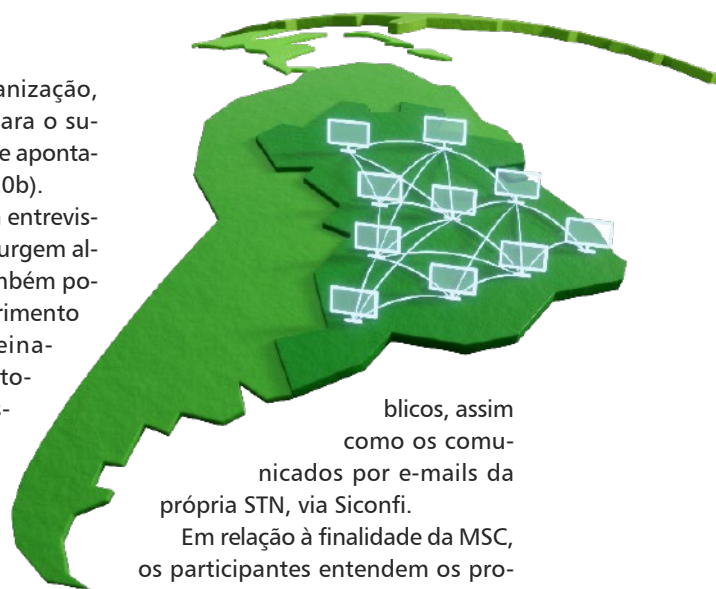 anização,
ara o su-
e aponta-
0b).
entrevis-
urgem al-
mbém po-
rimento
eina-
to-
s-
blicos, assim
como os comu-
nicados por e-mails da
própria STN, via Siconfi.
Em relação à finalidade da MSC,
os participantes entendem os pro-